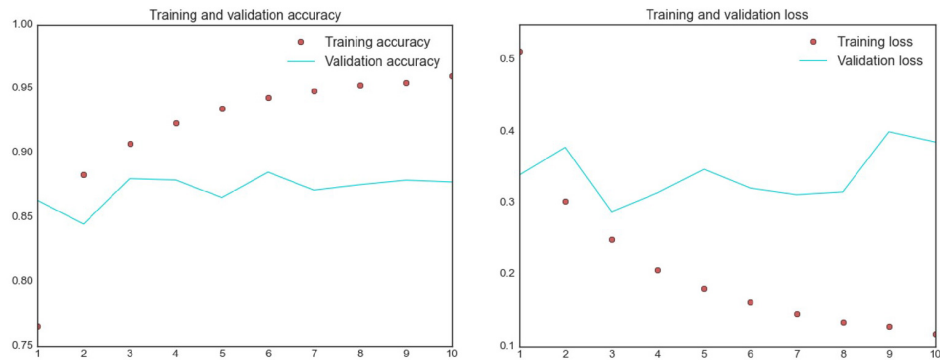 Training and validation accuracy
1.00
0.95
0.90
0.85
0.80
0.75
Training accuracy
Validation accuracy
1 2 3 4 5 6 7 8 9 10
Training and validation loss
0.5
0.4
0.3
0.2
0.1
Training loss
Validation loss
1 2 3 4 5 6 7 8 9 10